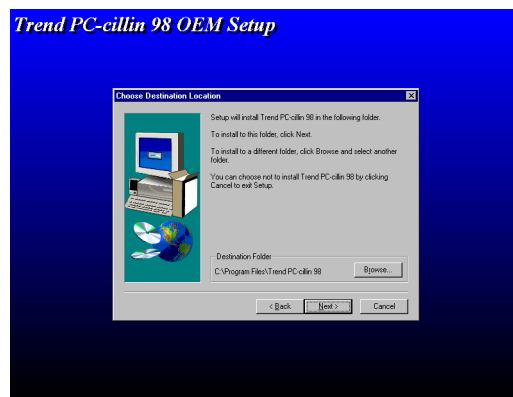 Trend PC-cillin 98 OEM Setup
Choose Destination Location
Setup will install Trend PC-cillin 98 in the following folder.
To install to this folder, click Next.
To install to a different folder, click Browse and select another
folder.
You can choose not to install Trend PC-cillin 98 by clicking
Cancel to exit Setup.
Destination Folder
C:\Program Files\Trend PC-cillin 98
Browse...
< Back
Next >
Cancel